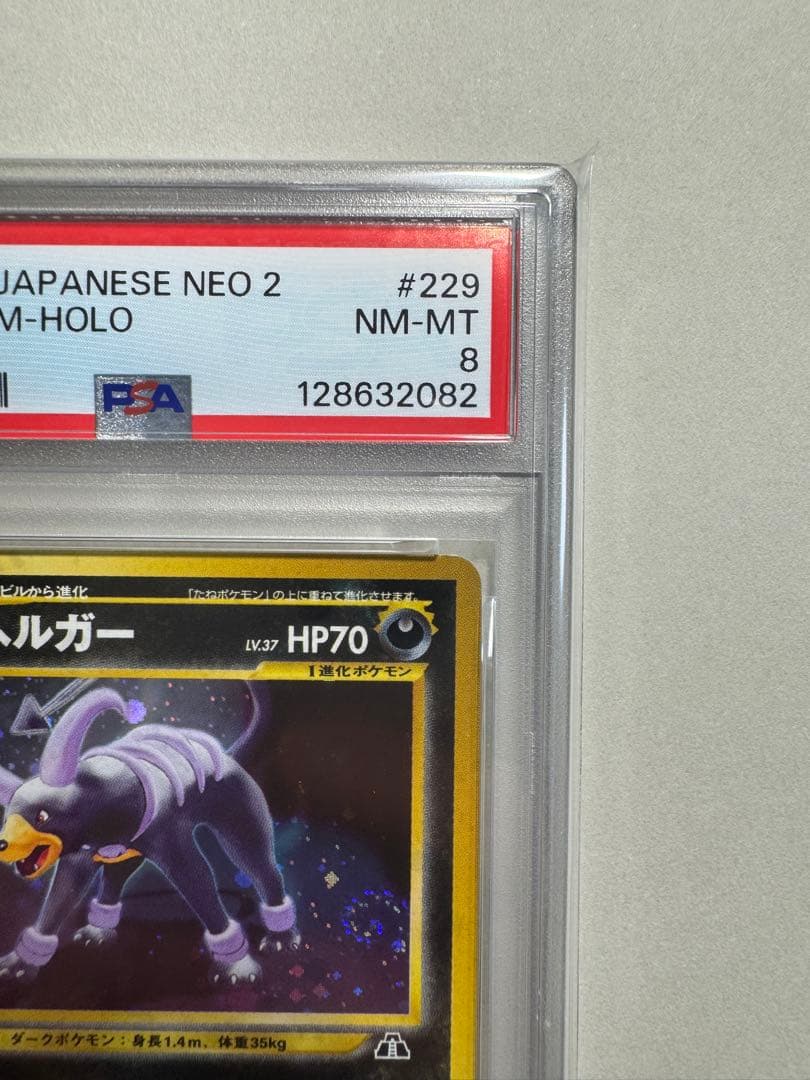 JAPANESE NEO 2 #229
M-HOLO NM-MT
8
PSA 128632082
ビルから進化 「たねポケモン」の上に重ねて進化させます。
ヘルガー LV.37 HP70
1進化ポケモン
ダークポケモン：身長1.4m、体重35kg